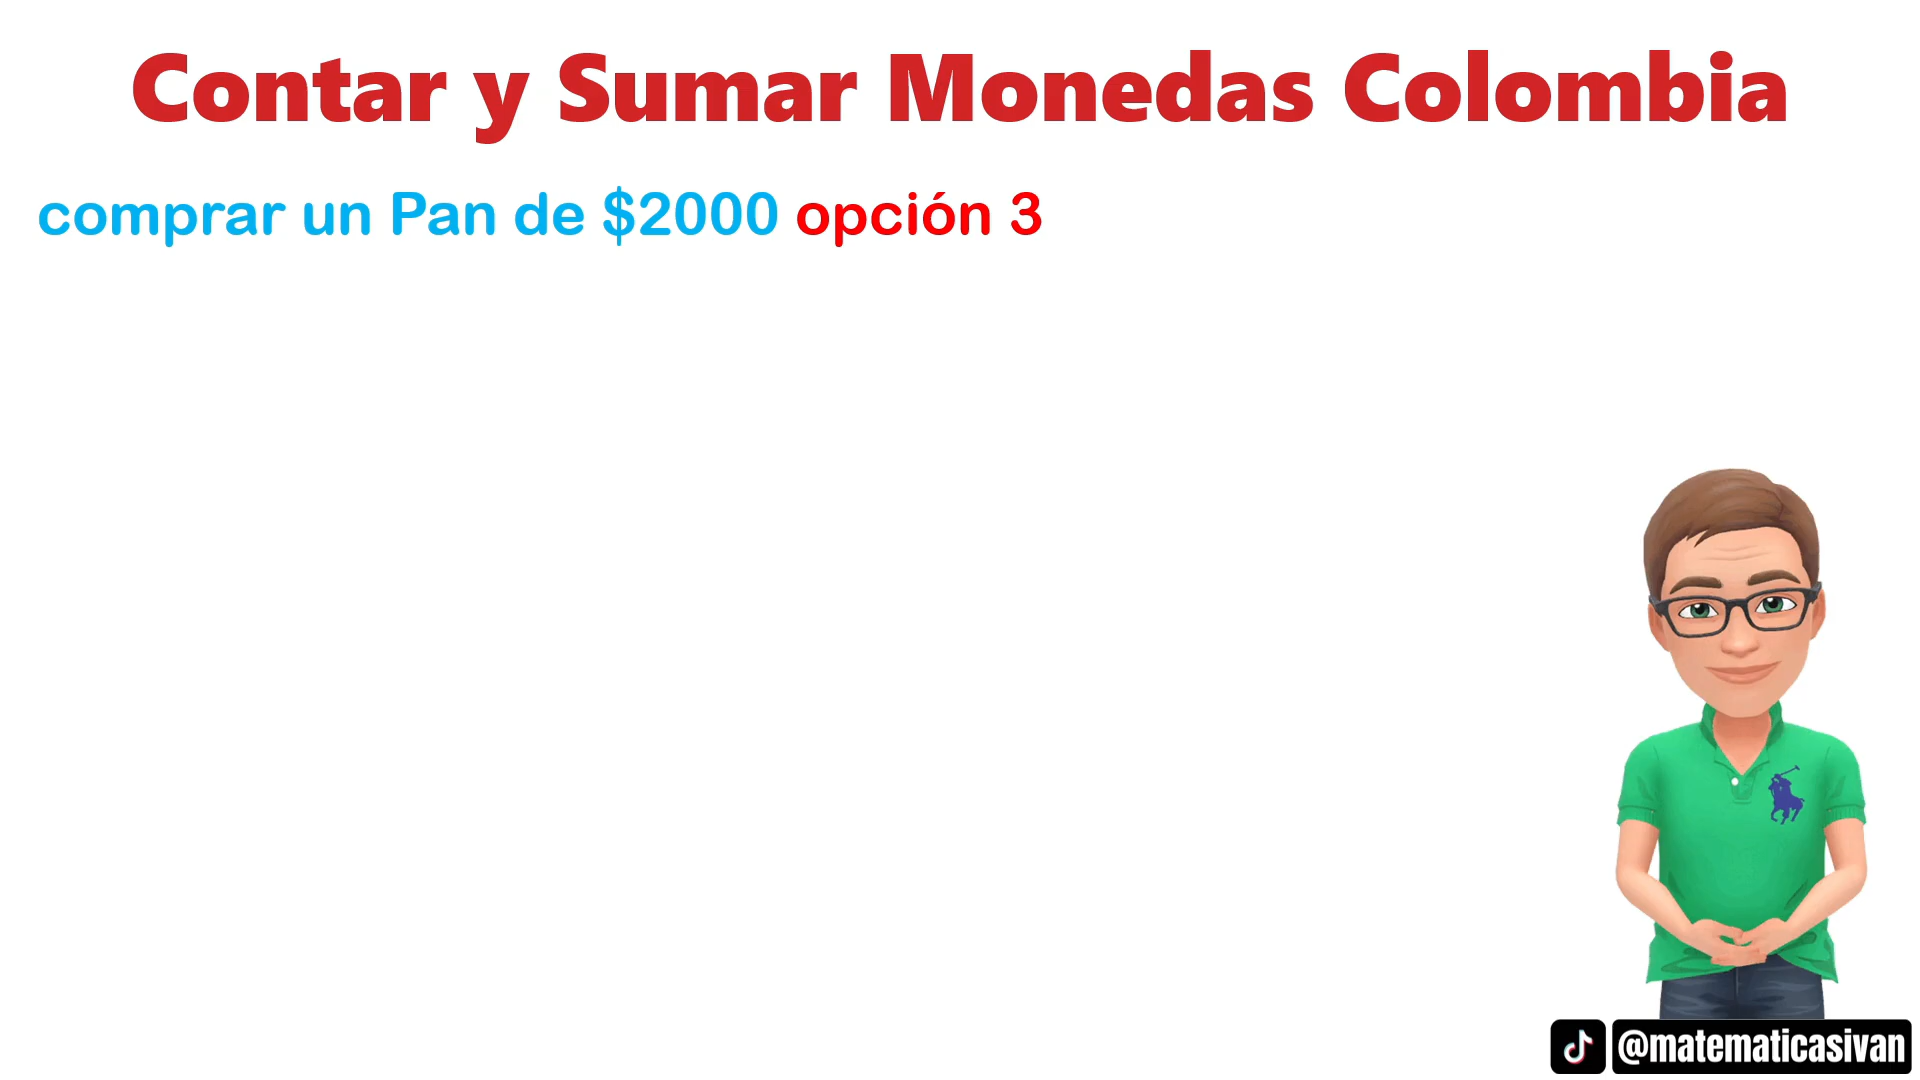 Contar y Sumar Monedas Colombia
comprar un Pan de $2000 opción 3
@matematicasivan